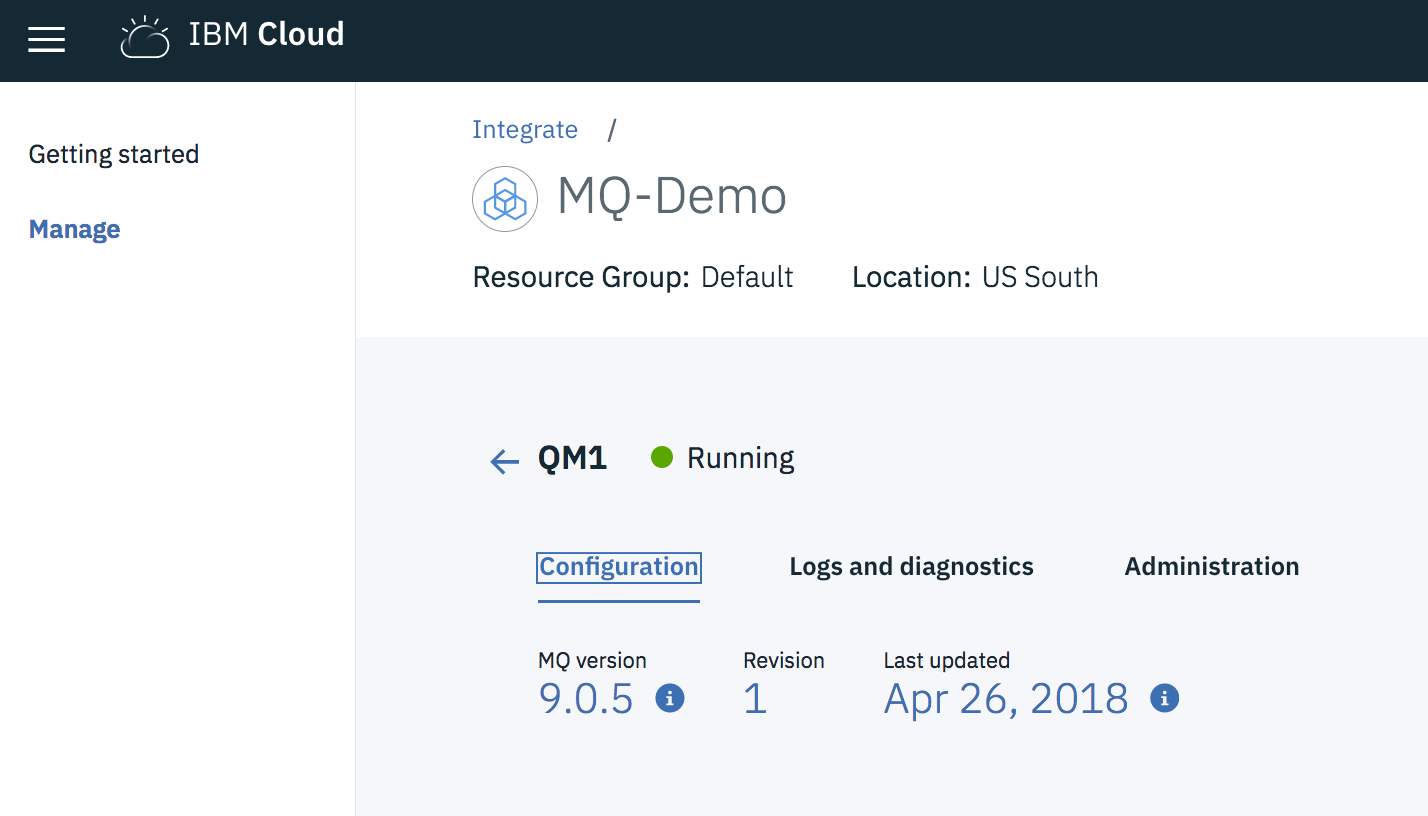 IBM Cloud
Getting started
Manage
Integrate /
MQ-Demo
Resource Group: Default Location: US South
QM1 Running
Configuration Logs and diagnostics Administration
MQ version Revision Last updated
9.0.5 1 Apr 26, 2018